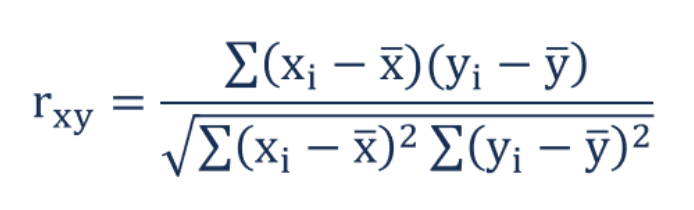 r_xy = ∑(x_i − x̄)(y_i − ȳ) / √∑(x_i − x̄)² ∑(y_i − ȳ)²